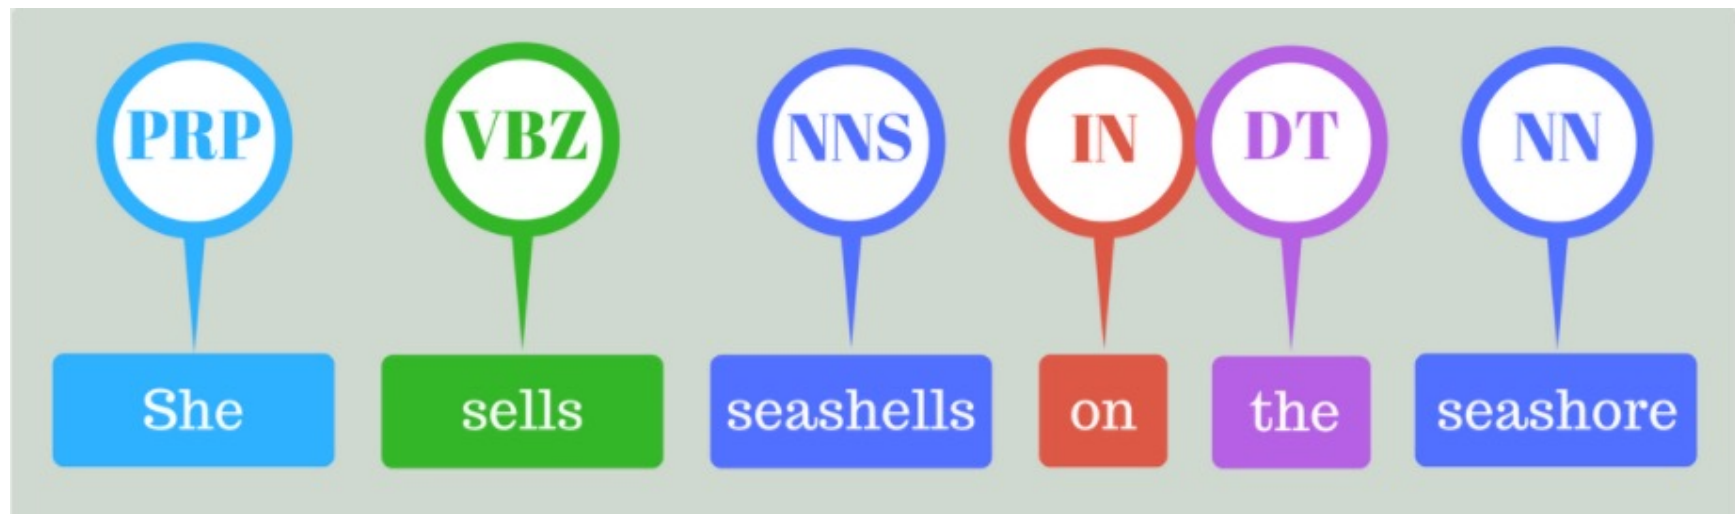 PRP VBZ NNS IN DT NN
She sells seashells on the seashore